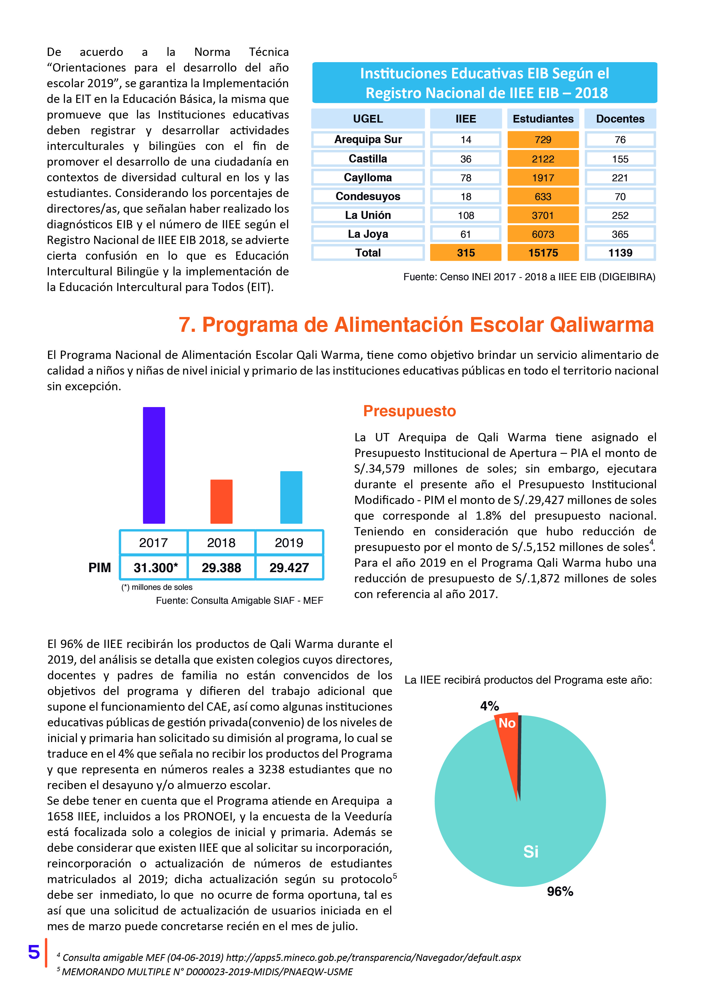 De acuerdo a la Norma Técnica
“Orientaciones para el desarrollo del año
escolar 2019”, se garantiza la Implementación
de la EIT en la Educación Básica, la misma que
promueve que las Instituciones educativas
deben registrar y desarrollar actividades
interculturales y bilingües con el fin de
promover el desarrollo de una ciudadanía en
contextos de diversidad cultural en los y las
estudiantes. Considerando los porcentajes de
directores/as, que señalan haber realizado los
diagnósticos EIB y el número de IIEE según el
Registro Nacional de IIEE EIB 2018, se advierte
cierta confusión en lo que es Educación
Intercultural Bilingüe y la implementación de
la Educación Intercultural para Todos (EIT).
Instituciones Educativas EIB Según el
Registro Nacional de IIEE EIB – 2018
UGEL IIEE Estudiantes Docentes
Arequipa Sur 14 729 76
Castilla 36 2122 155
Caylloma 78 1917 221
Condesuyos 18 633 70
La Unión 108 3701 252
La Joya 61 6073 365
Total 315 15175 1139
Fuente: Censo INEI 2017 - 2018 a IIEE EIB (DIGEIBIRA)
7. Programa de Alimentación Escolar Qaliwarma
El Programa Nacional de Alimentación Escolar Qali Warma, tiene como objetivo brindar un servicio alimentario de
calidad a niños y niñas de nivel inicial y primario de las instituciones educativas públicas en todo el territorio nacional
sin excepción.
2017 2018 2019
PIM 31.300* 29.388 29.427
(*) millones de soles
Fuente: Consulta Amigable SIAF - MEF
Presupuesto
La UT Arequipa de Qali Warma tiene asignado el
Presupuesto Institucional de Apertura – PIA el monto de
S/.34,579 millones de soles; sin embargo, ejecutara
durante el presente año el Presupuesto Institucional
Modificado - PIM el monto de S/.29,427 millones de soles
que corresponde al 1.8% del presupuesto nacional.
Teniendo en consideración que hubo reducción de
presupuesto por el monto de S/.5,152 millones de soles4.
Para el año 2019 en el Programa Qali Warma hubo una
reducción de presupuesto de S/.1,872 millones de soles
con referencia al año 2017.
El 96% de IIEE recibirán los productos de Qali Warma durante el
2019, del análisis se detalla que existen colegios cuyos directores,
docentes y padres de familia no están convencidos de los
objetivos del programa y difieren del trabajo adicional que
supone el funcionamiento del CAE, así como algunas instituciones
educativas públicas de gestión privada(convenio) de los niveles de
inicial y primaria han solicitado su dimisión al programa, lo cual se
traduce en el 4% que señala no recibir los productos del Programa
y que representa en números reales a 3238 estudiantes que no
reciben el desayuno y/o almuerzo escolar.
Se debe tener en cuenta que el Programa atiende en Arequipa a
1658 IIEE, incluidos a los PRONOEI, y la encuesta de la Veeduría
está focalizada solo a colegios de inicial y primaria. Además se
debe considerar que existen IIEE que al solicitar su incorporación,
reincorporación o actualización de números de estudiantes
matriculados al 2019; dicha actualización según su protocolo5
debe ser inmediato, lo que no ocurre de forma oportuna, tal es
así que una solicitud de actualización de usuarios iniciada en el
mes de marzo puede concretarse recién en el mes de julio.
La IIEE recibirá productos del Programa este año:
4%
No
Si
96%
5
4 Consulta amigable MEF (04-06-2019) http://apps5.mineco.gob.pe/transparencia/Navegador/default.aspx
5 MEMORANDO MULTIPLE N° D000023-2019-MIDIS/PNAEQW-USME